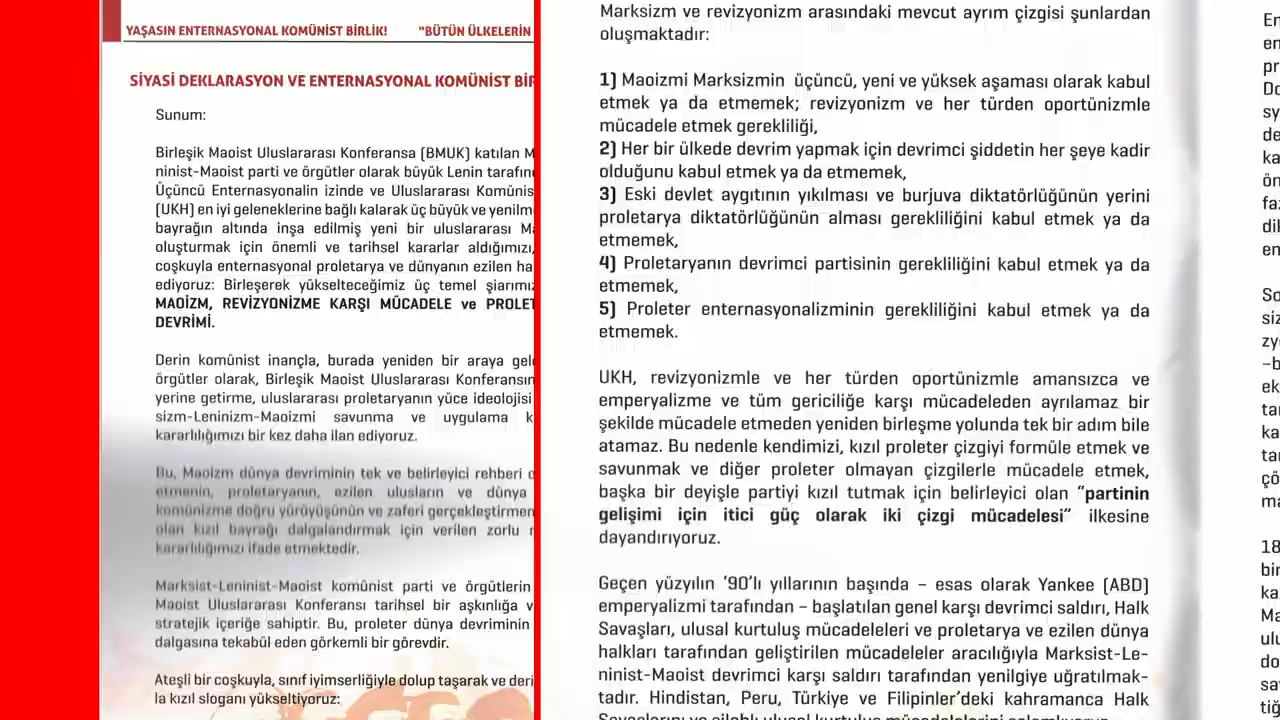 YAŞASIN ENTERNASYONAL KOMÜNİST BİRLİK! "BÜTÜN ÜLKELERİN
SİYASİ DEKLARASYON VE ENTERNASYONAL KOMÜNİST BİR
Sunum:
Birleşik Maoist Uluslararası Konferansa (BMUK) katılan M
ninist-Maoist parti ve örgütler olarak büyük Lenin tarafın
Üçüncü Enternasyonalin izinde ve Uluslararası Komünis
(UKH) en iyi geleneklerine bağlı kalarak üç büyük ve yenilm
bayrağın altında inşa edilmiş yeni bir uluslararası Ma
oluşturmak için önemli ve tarihsel kararlar aldığımızı,
coşkuyla enternasyonal proletarya ve dünyanın ezilen ha
ediyoruz: Birleşerek yükselteceğimiz üç temel şiarımız
MAOİZM, REVİZYONİZME KARŞI MÜCADELE ve PROLET
DEVRİMİ.
Derin komünist inançla, burada yeniden bir araya gel
örgütler olarak, Birleşik Maoist Uluslararası Konferansın
yerine getirme, uluslararası proletaryanın yüce ideolojisi
sizm-Leninizm-Maoizmi savunma ve uygulama k
kararlılığımızı bir kez daha ilan ediyoruz.
Bu, Maoizm dünya devriminin tek ve belirleyici rehberi o
etmenin, proletaryanın, ezilen ulusların ve dünya
komünizme doğru yürüyüşünün ve zaferi gerçekleştirmen
olan kızıl bayrağı dalgalandırmak için verilen zorlu
kararlılığımızı ifade etmektedir.
Marksist-Leninist-Maoist komünist parti ve örgütlerin
Maoist Uluslararası Konferansı tarihsel bir aşkınlığa v
stratejik içeriğe sahiptir. Bu, proleter dünya devriminin
dalgasına tekabül eden görkemli bir görevdir.
Ateşli bir coşkuyla, sınıf iyimserliğiyle dolup taşarak ve deri
la kızıl sloganı yükseltiyoruz:
Marksizm ve revizyonizm arasındaki mevcut ayrım çizgisi şunlardan
oluşmaktadır:
1) Maoizmi Marksizmin üçüncü, yeni ve yüksek aşaması olarak kabul
etmek ya da etmemek; revizyonizm ve her türden oportünizmle
mücadele etmek gerekliliği,
2) Her bir ülkede devrim yapmak için devrimci şiddetin her şeye kadir
olduğunu kabul etmek ya da etmemek,
3) Eski devlet aygıtının yıkılması ve burjuva diktatörlüğünün yerini
proletarya diktatörlüğünün alması gerekliliğini kabul etmek ya da
etmemek,
4) Proletaryanın devrimci partisinin gerekliliğini kabul etmek ya da
etmemek,
5) Proleter enternasyonalizminin gerekliliğini kabul etmek ya da
etmemek.
UKH, revizyonizmle ve her türden oportünizmle amansızca ve
emperyalizme ve tüm gericiliğe karşı mücadeleden ayrılamaz bir
şekilde mücadele etmeden yeniden birleşme yolunda tek bir adım bile
atamaz. Bu nedenle kendimizi, kızıl proleter çizgiyi formüle etmek ve
savunmak ve diğer proleter olmayan çizgilerle mücadele etmek,
başka bir deyişle partiyi kızıl tutmak için belirleyici olan "partinin
gelişimi için itici güç olarak iki çizgi mücadelesi" ilkesine
dayandırıyoruz.
Geçen yüzyılın '90'lı yıllarının başında – esas olarak Yankee (ABD)
emperyalizmi tarafından – başlatılan genel karşı devrimci saldırı, Halk
Savaşları, ulusal kurtuluş mücadeleleri ve proletarya ve ezilen dünya
halkları tarafından geliştirilen mücadeleler aracılığıyla Marksist-Le-
ninist-Maoist devrimci karşı saldırı tarafından yenilgiye uğratılmak-
tadır. Hindistan, Peru, Türkiye ve Filipinler'deki kahramanca Halk
Savaşlarını ve silahlı ulusal kurtuluş mücadelelerini selamlıyoruz